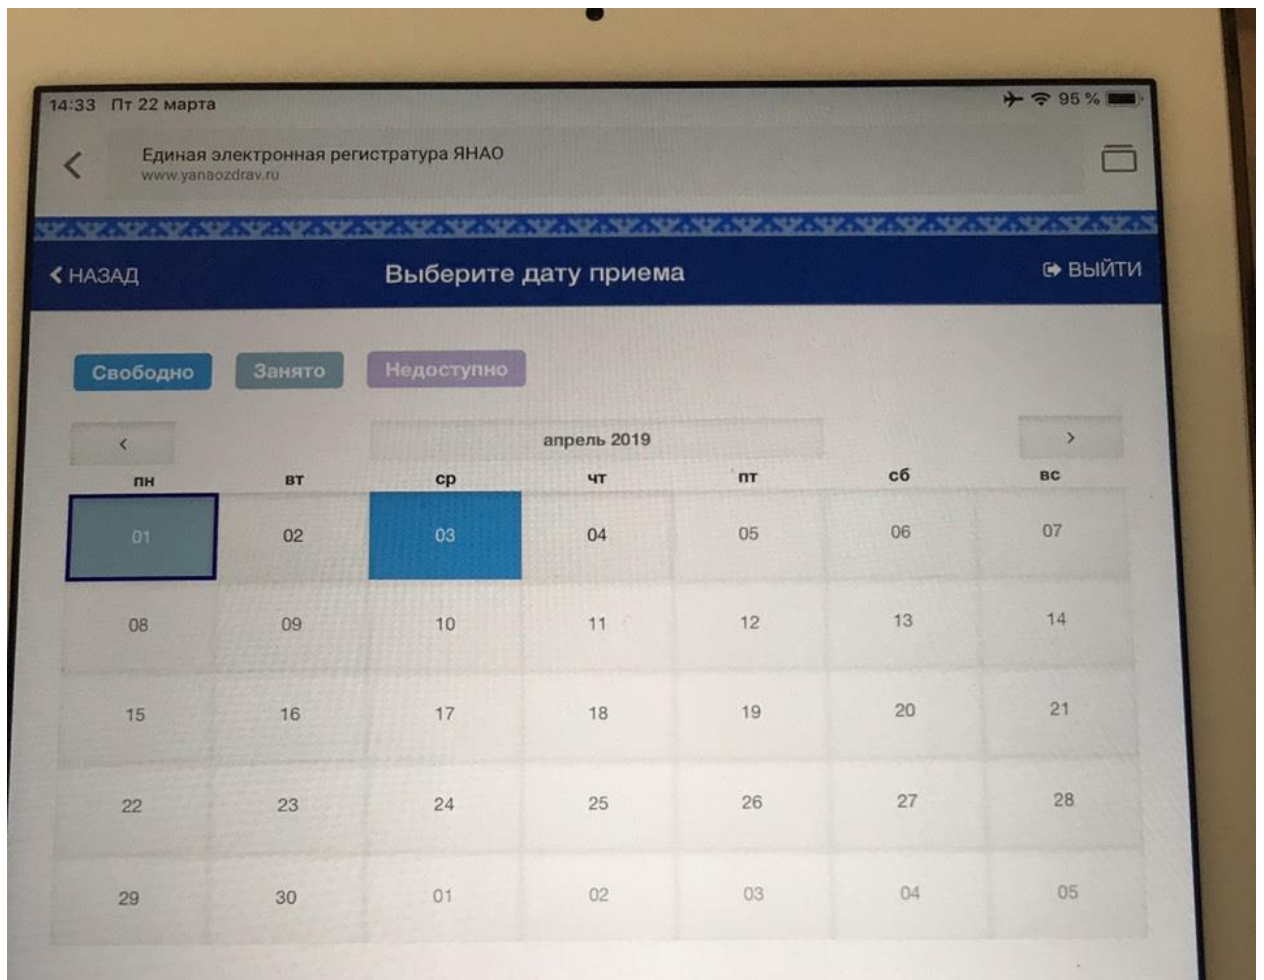 14:33 Пт 22 марта 95 %
Единая электронная регистратура ЯНАО
www.yanaozdrav.ru
НАЗАД Выберите дату приема ВЫЙТИ
Свободно Занято Недоступно
< апрель 2019 >
пн вт ср чт пт сб вс
01 02 03 04 05 06 07
08 09 10 11 12 13 14
15 16 17 18 19 20 21
22 23 24 25 26 27 28
29 30 01 02 03 04 05